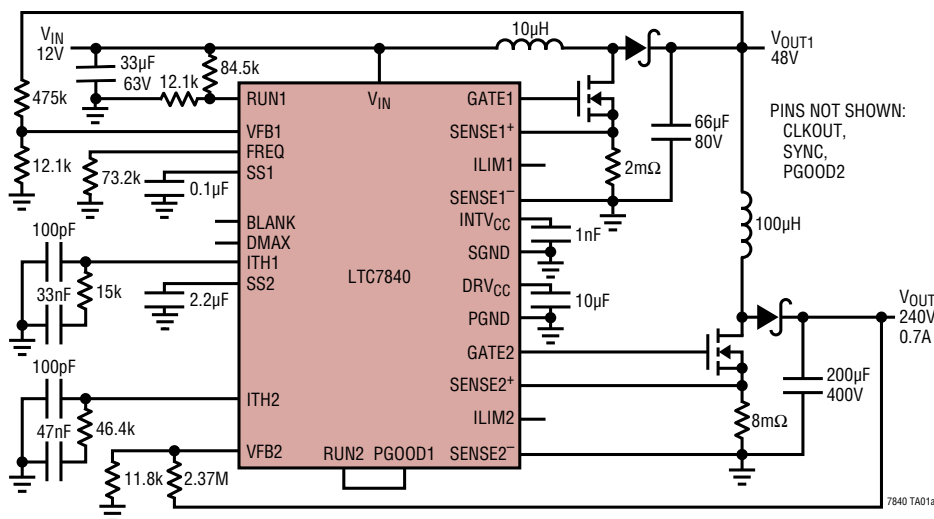 VIN
12V
33µF
63V
12.1k
84.5k
475k
12.1k
73.2k
0.1µF
100pF
33nF
15k
2.2µF
100pF
47nF
46.4k
11.8k
2.37M
RUN1
VFB1
FREQ
SS1
BLANK
DMAX
ITH1
SS2
ITH2
VFB2
VIN
LTC7840
RUN2 PGOOD1
GATE1
SENSE1+
ILIM1
SENSE1–
INTVCC
SGND
DRVCC
PGND
GATE2
SENSE2+
ILIM2
SENSE2–
10µH
2mΩ
66µF
80V
1nF
10µF
VOUT1
48V
PINS NOT SHOWN:
CLKOUT,
SYNC,
PGOOD2
100µH
VOUT
240V
0.7A
200µF
400V
8mΩ
7840 TA01a